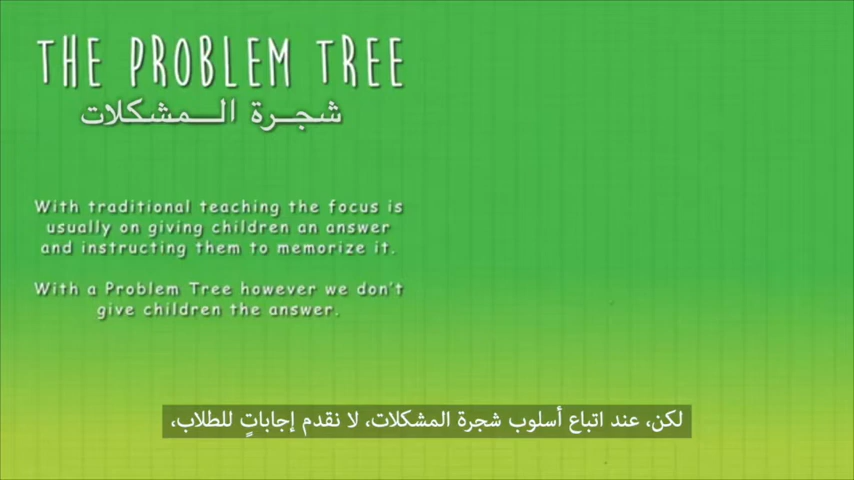 THE PROBLEM TREE
شجرة المشكلات
With traditional teaching the focus is
usually on giving children an answer
and instructing them to memorize it.
With a Problem Tree however we don't
give children the answer.
لكن، عند اتباع أسلوب شجرة المشكلات، لا نقدم إجاباتٍ للطلاب،